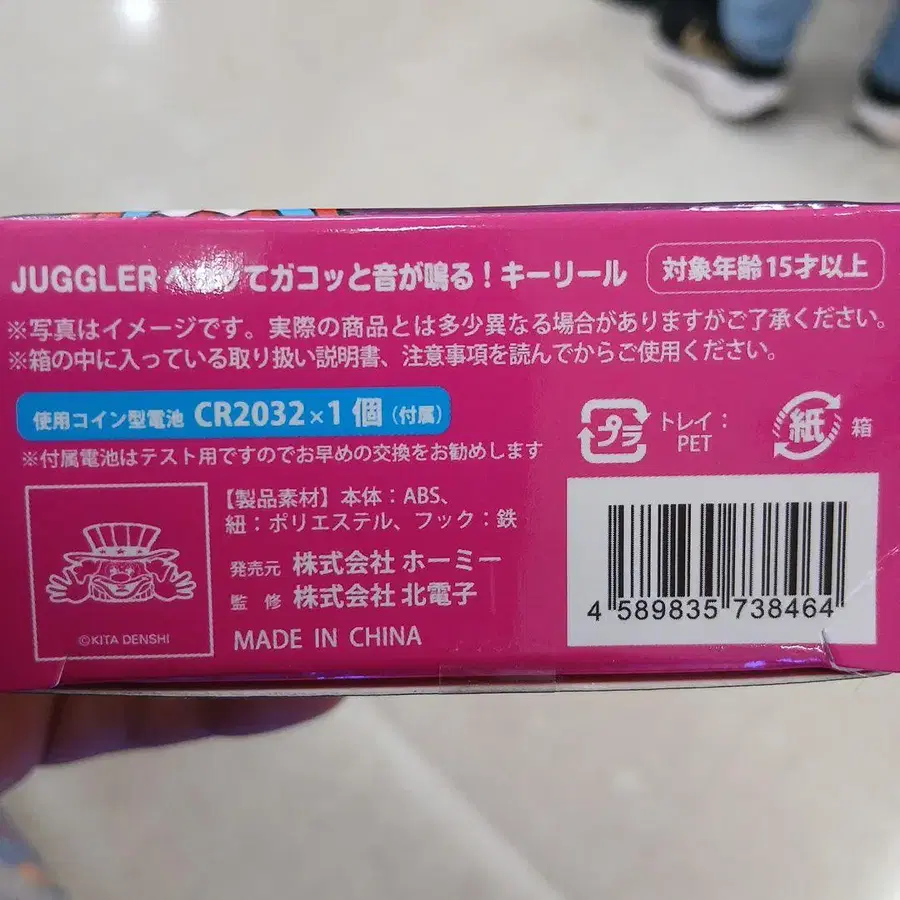 JUGGLER てガコッと音が鳴る！キーリール
対象年齢15才以上
※写真はイメージです。実際の商品とは多少異なる場合がありますがご了承ください。
※箱の中に入っている取り扱い説明書、注意事項を読んでからご使用ください。
使用コイン型電池 CR2032×1個（付属）
※付属電池はテスト用ですのでお早めの交換をお勧めします
プラ
トレイ：
PET
紙
箱
【製品素材】本体：ABS、
紐：ポリエステル、フック：鉄
発売元 株式会社 ホーミー
監修 株式会社 北電子
MADE IN CHINA
©KITA DENSHI
4 589835 738464